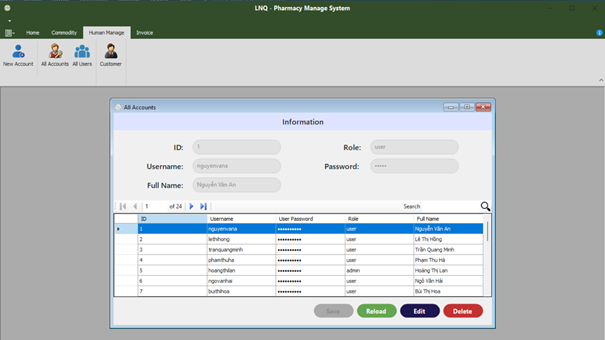 LNQ - Pharmacy Manage System
Home Commodity Human Manage Invoice
New Account All Accounts All Users Customer
All Accounts
Information
ID: 1 Role: user
Username: nguyenvana Password: •••••
Full Name: Nguyễn Văn An
1 of 24 Search
ID Username User Password Role Full Name
1 nguyenvana •••••••••• user Nguyễn Văn An
2 lethihong •••••••••• user Lê Thị Hồng
3 tranquangminh •••••••••• user Trần Quang Minh
4 phamthuha •••••••••• user Phạm Thu Hà
5 hoangthilan •••••••••• admin Hoàng Thị Lan
6 ngovanhai •••••••••• user Ngô Văn Hải
7 buithihoa •••••••••• user Bùi Thị Hoa
Save Reload Edit Delete